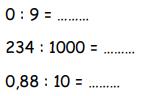 0 : 9 = .........
234 : 1000 = .........
0,88 : 10 = .........